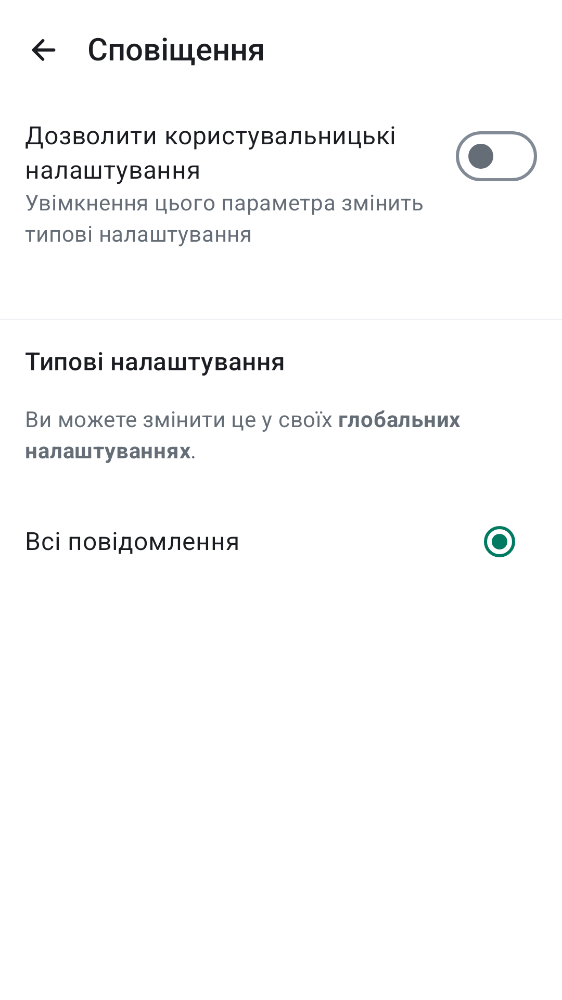 Сповіщення
Дозволити користувальницькі
налаштування
Увімкнення цього параметра змінить
типові налаштування
Типові налаштування
Ви можете змінити це у своїх глобальних
налаштуваннях.
Всі повідомлення